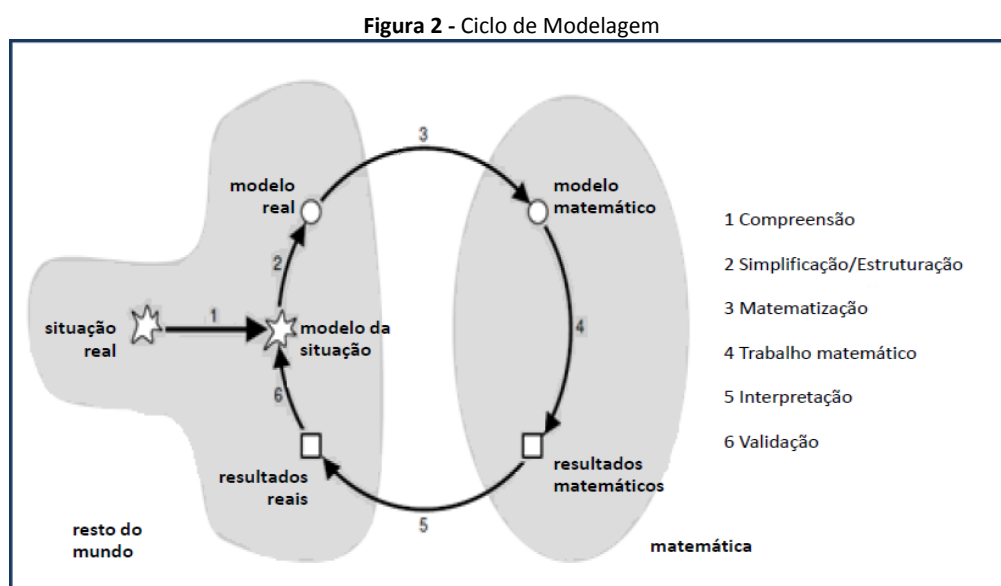 Figura 2 - Ciclo de Modelagem
3
modelo
real
modelo
matemático
1 Compreensão
2 Simplificação/Estruturação
3 Matematização
4 Trabalho matemático
5 Interpretação
6 Validação
2
1
situação
real
modelo da
situação
4
6
resultados
reais
resultados
matemáticos
5
resto do
mundo
matemática